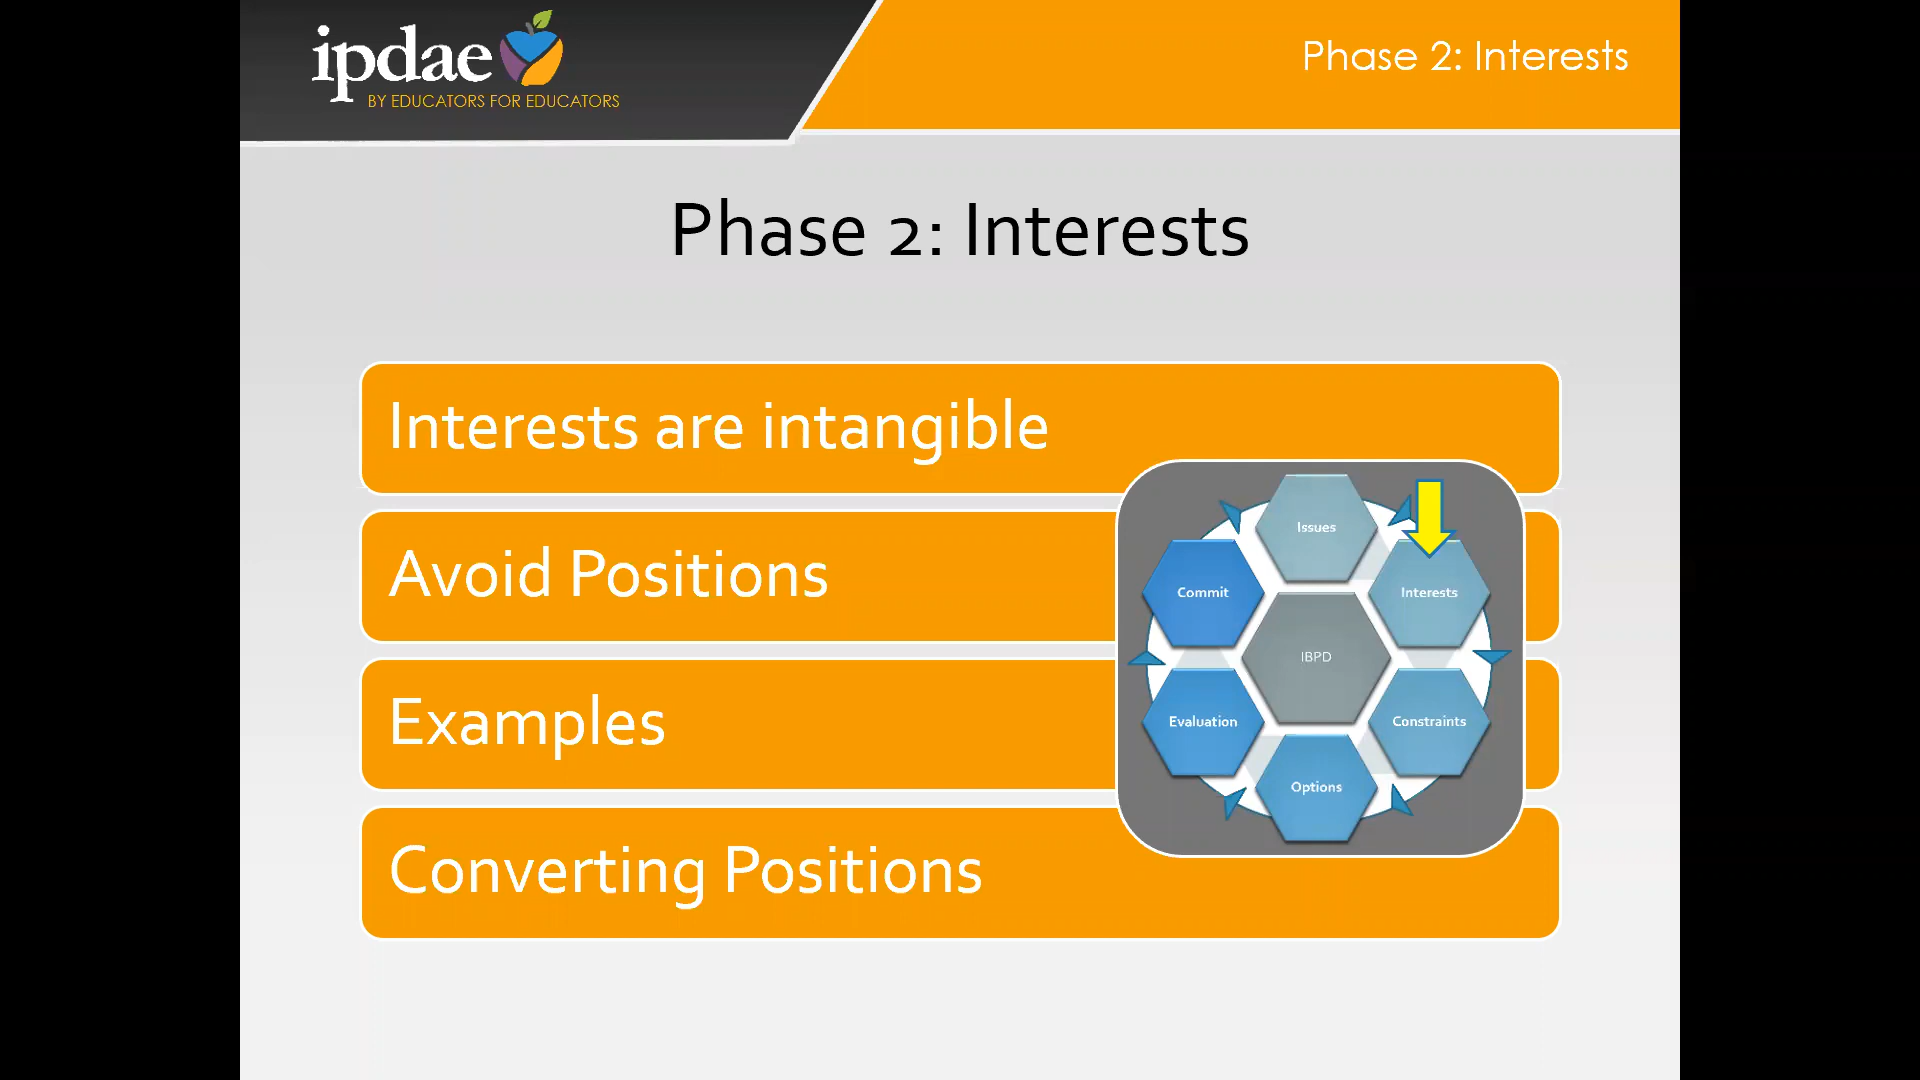 ipdae
BY EDUCATORS FOR EDUCATORS
Phase 2: Interests
Phase 2: Interests
Interests are intangible
Avoid Positions
Examples
Converting Positions
Issues
Interests
Constraints
Options
Evaluation
Commit
IBPD